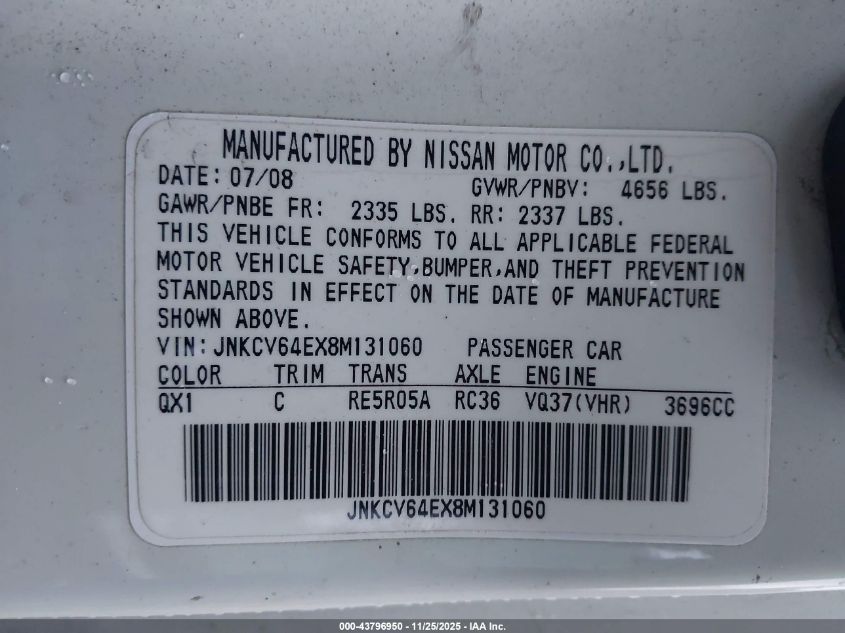 MANUFACTURED BY NISSAN MOTOR CO.,LTD.
DATE: 07/08 GVWR/PNBV: 4656 LBS.
GAWR/PNBE FR: 2335 LBS. RR: 2337 LBS.
THIS VEHICLE CONFORMS TO ALL APPLICABLE FEDERAL
MOTOR VEHICLE SAFETY,BUMPER,AND THEFT PREVENTION
STANDARDS IN EFFECT ON THE DATE OF MANUFACTURE
SHOWN ABOVE.
VIN: JNKCV64EX8M131060 PASSENGER CAR
COLOR TRIM TRANS AXLE ENGINE
QX1 C RE5R05A RC36 VQ37(VHR) 3696CC
JNKCV64EX8M131060
000-43796950 - 11/25/2025 - IAA Inc.